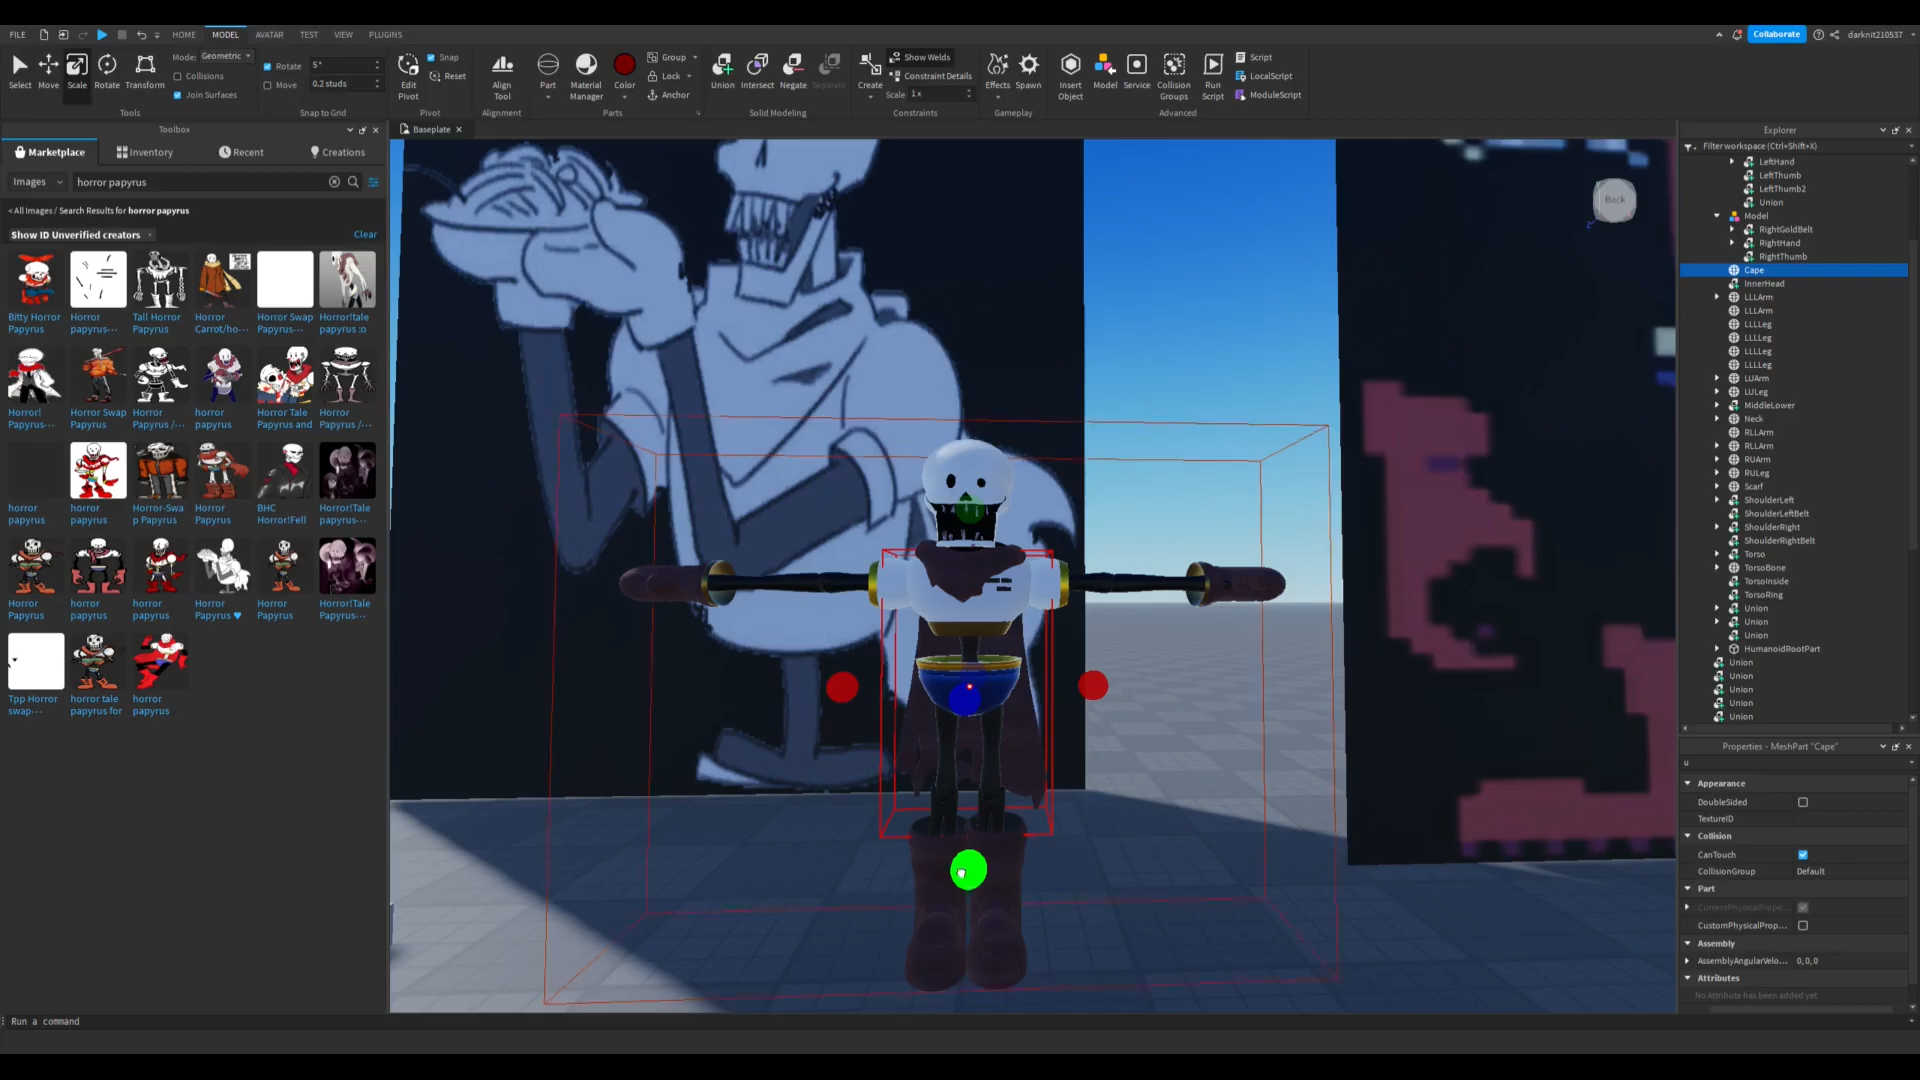 FILE
HOME
MODEL
AVATAR
TEST
VIEW
PLUGINS
Collaborate
darknit210537
Select
Move
Scale
Rotate
Transform
Mode: Geometric
Collisions
Join Surfaces
Tools
Rotate 5°
Move 0.2 studs
Snap to Grid
Edit Pivot
Snap
Reset
Pivot
Align Tool
Alignment
Part
Material Manager
Color
Group
Lock
Anchor
Parts
Union
Intersect
Negate
Separate
Solid Modeling
Create
Show Welds
Constraint Details
Scale 1x
Constraints
Effects
Spawn
Gameplay
Insert Object
Model
Service
Collision Groups
Run Script
Script
LocalScript
ModuleScript
Advanced
Toolbox
Marketplace
Inventory
Recent
Creations
Images
horror papyrus
< All Images / Search Results for horror papyrus
Show ID Unverified creators
Clear
Bitty Horror Papyrus
Horror papyrus···
Tall Horror Papyrus
Horror Carrot/ho···
Horror Swap Papyrus···
Horror!tale papyrus :o
Horror! Papyrus···
Horror Swap Papyrus
Horror Papyrus /···
horror papyrus
Horror Tale Papyrus and
Horror Papyrus /···
horror papyrus
horror papyrus
Horror-Swap Papyrus
Horror Papyrus
BHC Horror!Fell
Horror!Tale papyrus···
Horror Papyrus
horror papyrus
horror papyrus
Horror Papyrus ♥
Horror Papyrus
Horror!Tale Papyrus···
Tpp Horror swap···
horror tale papyrus for
horror papyrus
Baseplate
Back
Explorer
Filter workspace (Ctrl+Shift+X)
LeftHand
LeftThumb
LeftThumb2
Union
Model
RightGoldBelt
RightHand
RightThumb
Cape
InnerHead
LLLArm
LLLArm
LLLLeg
LLLLeg
LLLLeg
LLLLeg
LUArm
LULeg
MiddleLower
Neck
RLLArm
RLLArm
RUArm
RULeg
Scarf
ShoulderLeft
ShoulderLeftBelt
ShoulderRight
ShoulderRightBelt
Torso
TorsoBone
TorsoInside
TorsoRing
Union
Union
Union
HumanoidRootPart
Union
Union
Union
Union
Union
Properties - MeshPart "Cape"
u
Appearance
DoubleSided
TextureID
Collision
CanTouch
CollisionGroup Default
Part
CurrentPhysicalPrope...
CustomPhysicalProp...
Assembly
AssemblyAngularVelo... 0, 0, 0
Attributes
No Attribute has been added yet
Run a command